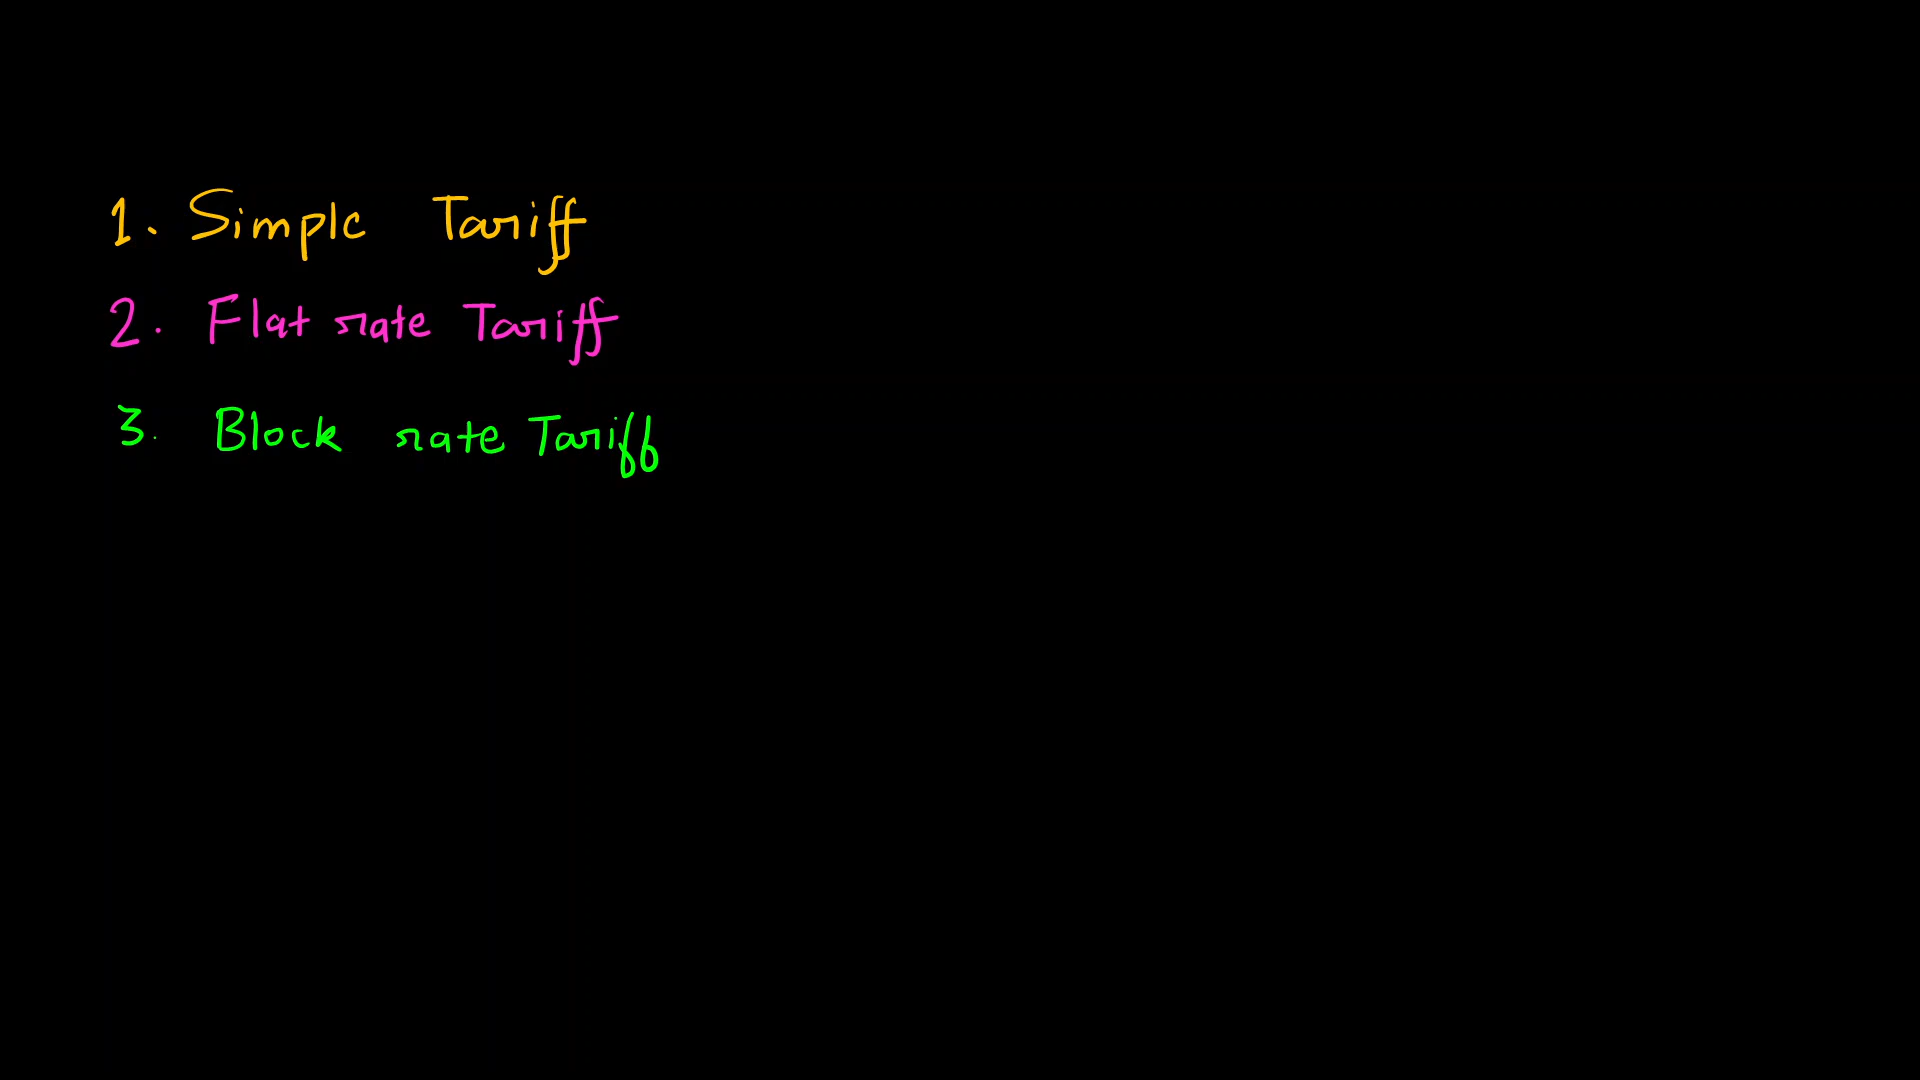 1. Simple Tariff
2. Flat rate Tariff
3. Block rate Tariff